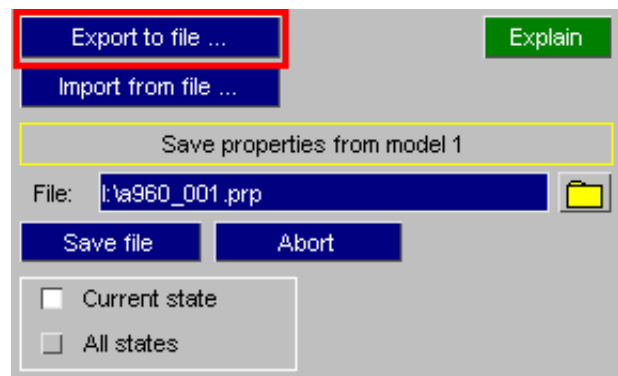 Export to file ...
Explain
Import from file ...
Save properties from model 1
File: I:\a960_001.prp
Save file
Abort
Current state
All states